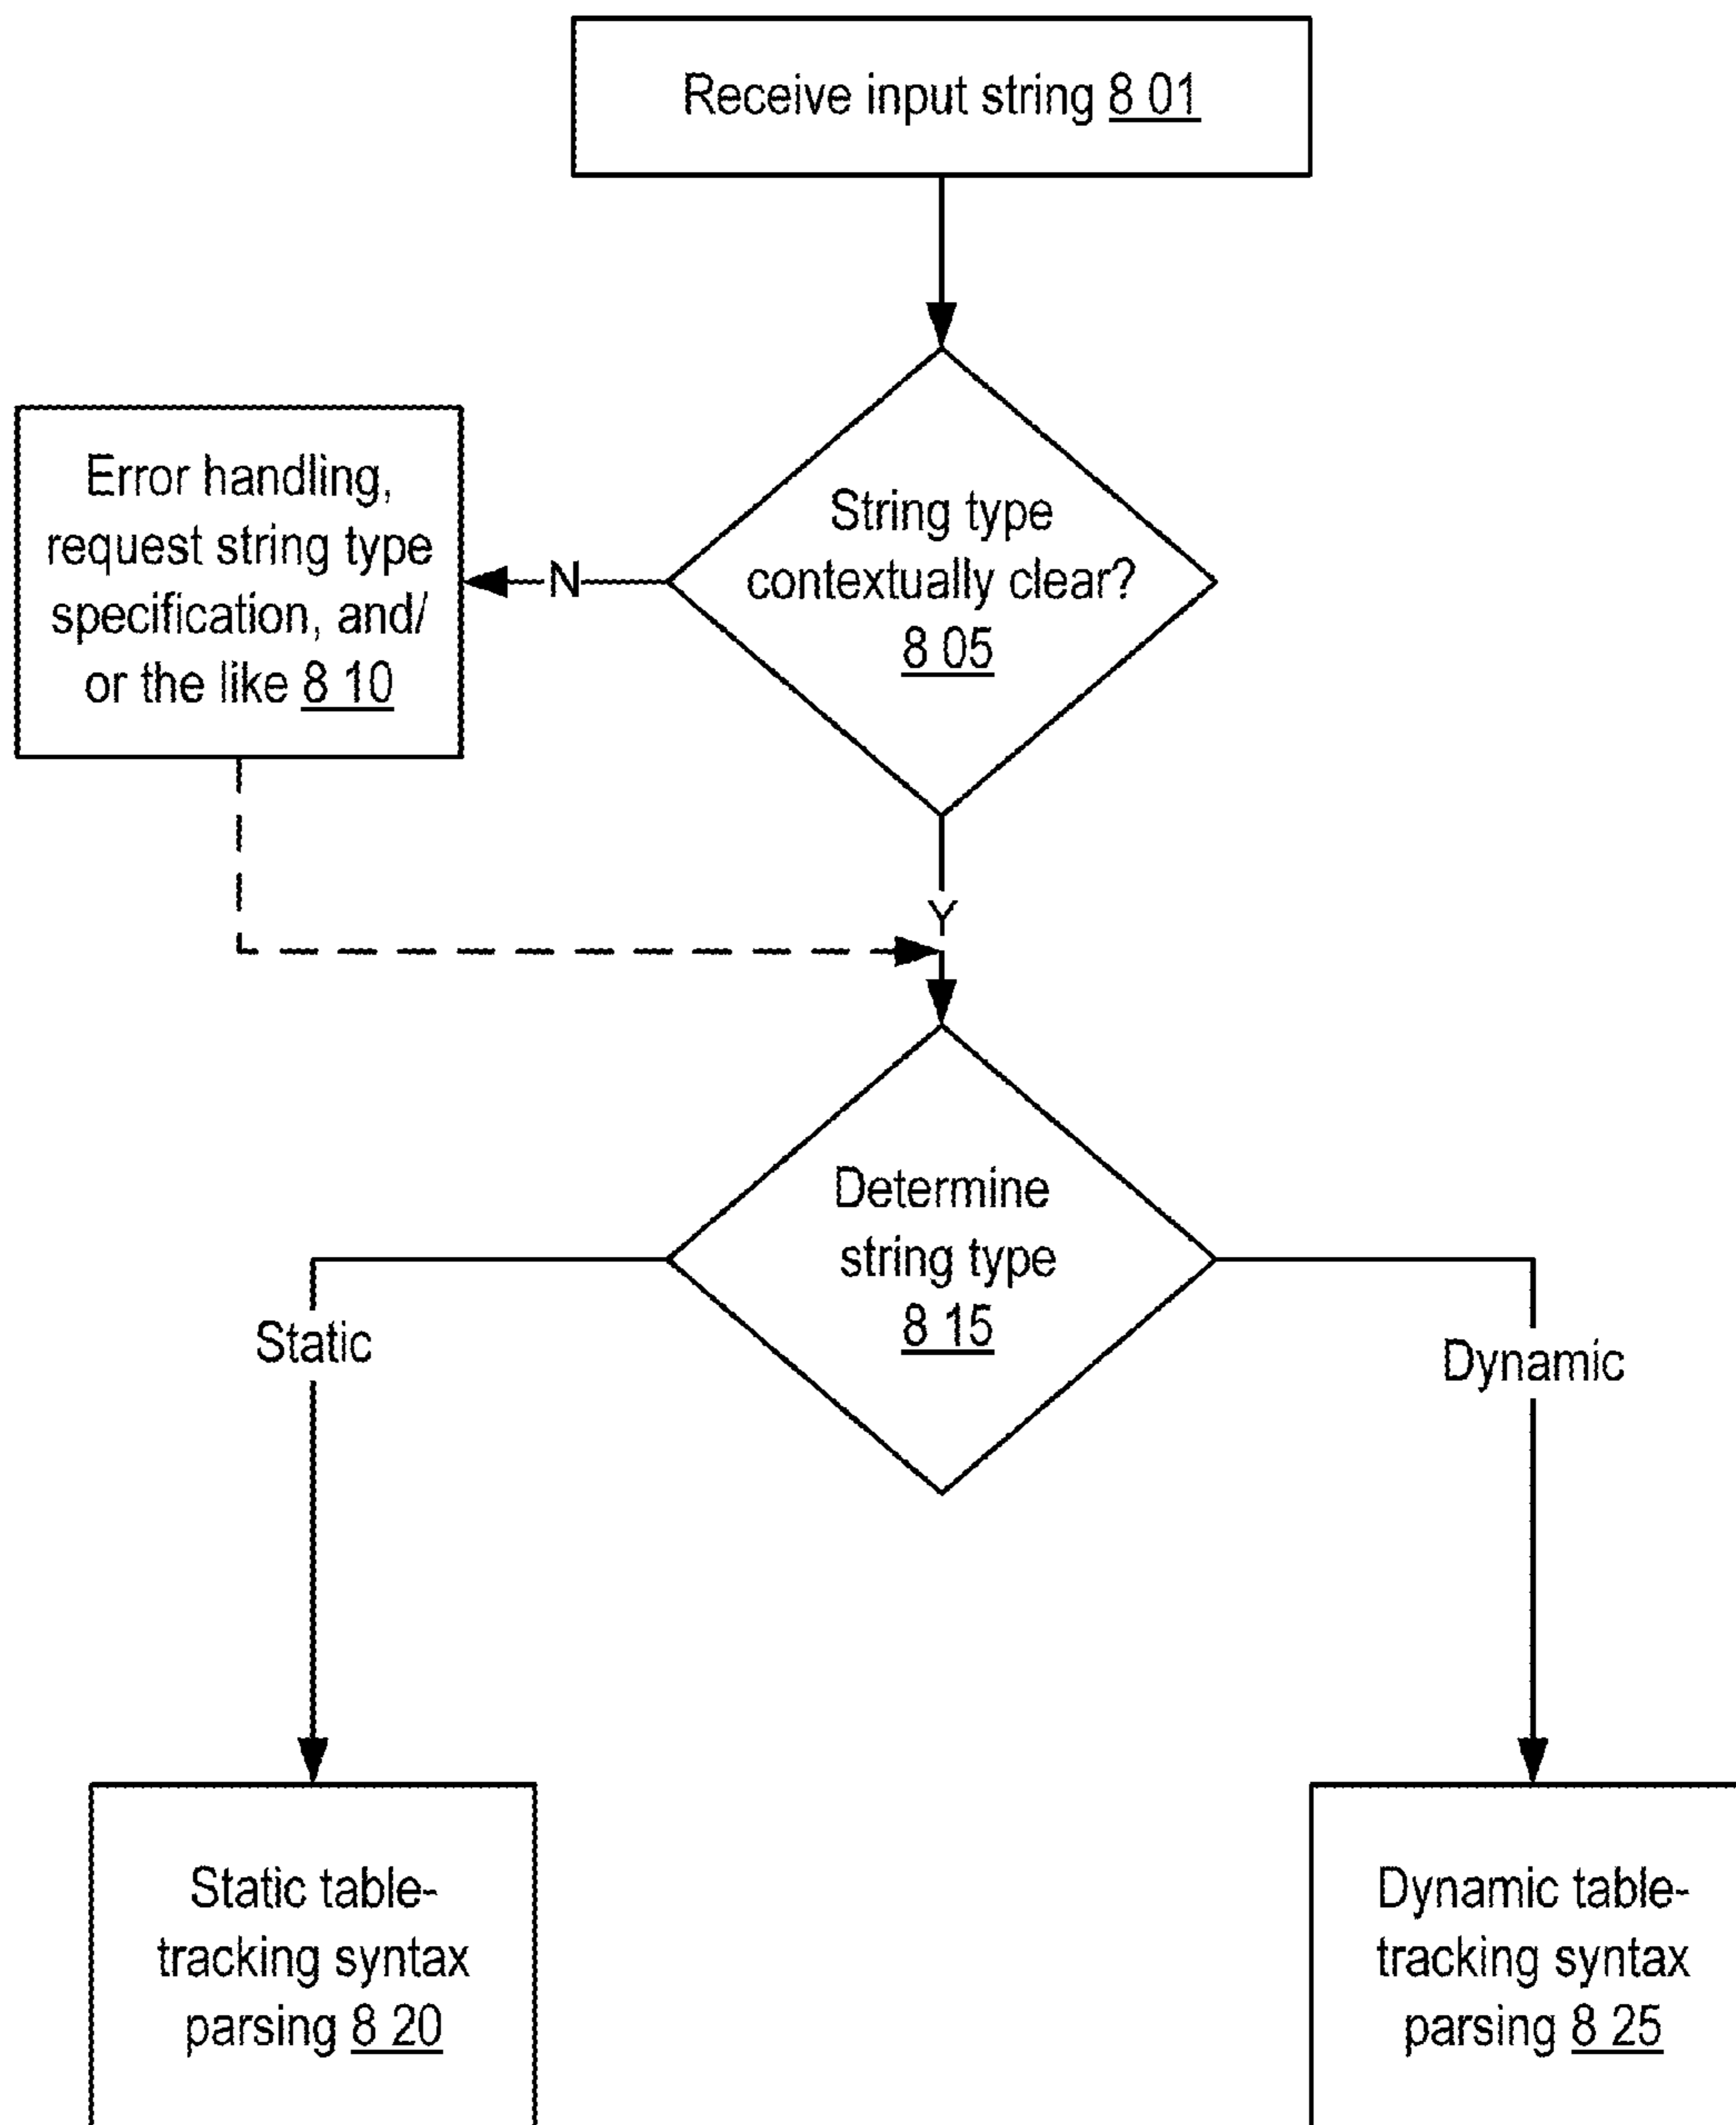 Receive input string 8 01
Error handling,
request string type
specification, and/
or the like 8 10
N
String type
contextually clear?
8 05
Y
Determine
string type
8 15
Static
Dynamic
Static table-
tracking syntax
parsing 8 20
Dynamic table-
tracking syntax
parsing 8 25